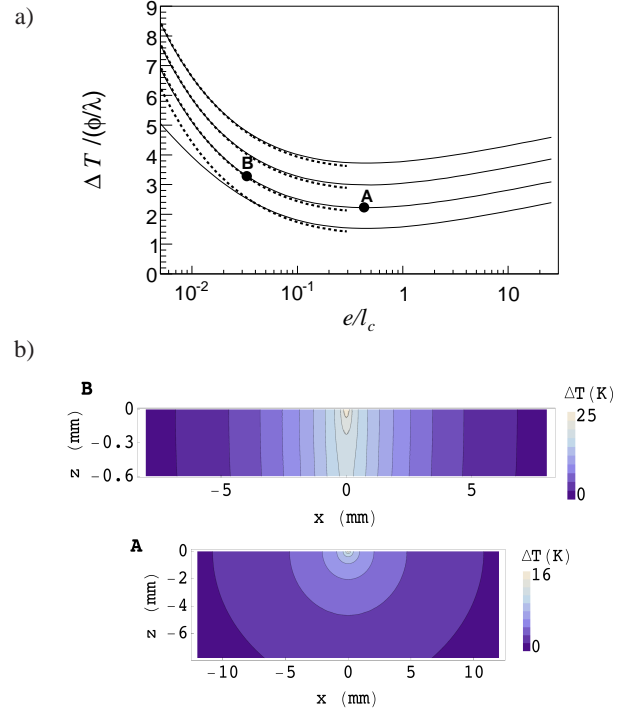 a)
Δ T /(ϕ/λ)
9
8
7
6
5
4
3
2
1
0
B
A
10⁻²
10⁻¹
1
10
e/l_c
b)
B
z (mm)
0
−0.3
−0.6
−5
0
5
x (mm)
ΔT(K)
25
0
A
z (mm)
0
−2
−4
−6
−10
−5
0
5
10
x (mm)
ΔT(K)
16
0